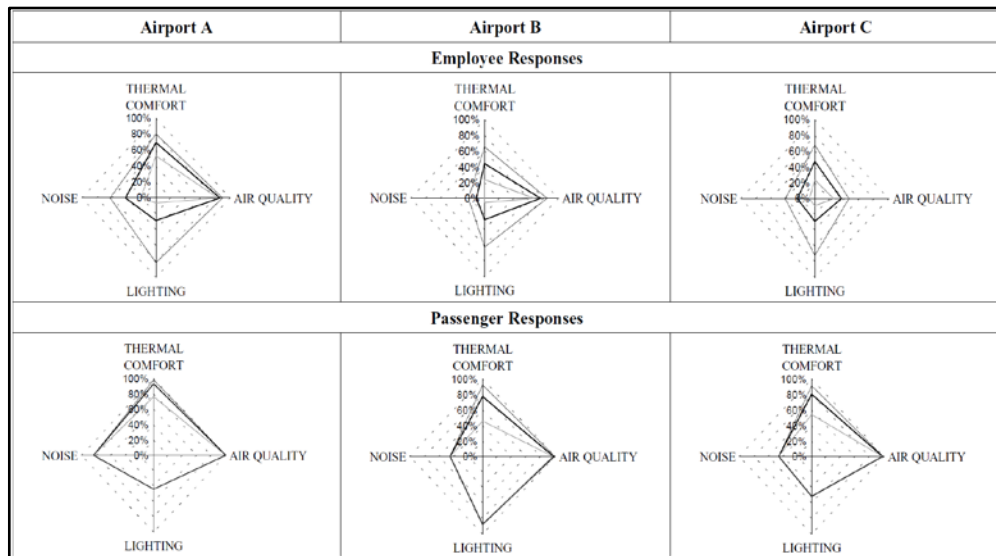 Airport A Airport B Airport C
Employee Responses
THERMAL THERMAL THERMAL
COMFORT COMFORT COMFORT
100% 100% 100%
80% 80% 80%
60% 60% 60%
40% 40% 40%
20% 20% 20%
NOISE 0% AIR QUALITY NOISE 0% AIR QUALITY NOISE 0% AIR QUALITY
LIGHTING LIGHTING LIGHTING
Passenger Responses
THERMAL THERMAL THERMAL
COMFORT COMFORT COMFORT
100% 100% 100%
80% 80% 80%
60% 60% 60%
40% 40% 40%
20% 20% 20%
NOISE 0% AIR QUALITY NOISE 0% AIR QUALITY NOISE 0% AIR QUALITY
LIGHTING LIGHTING LIGHTING